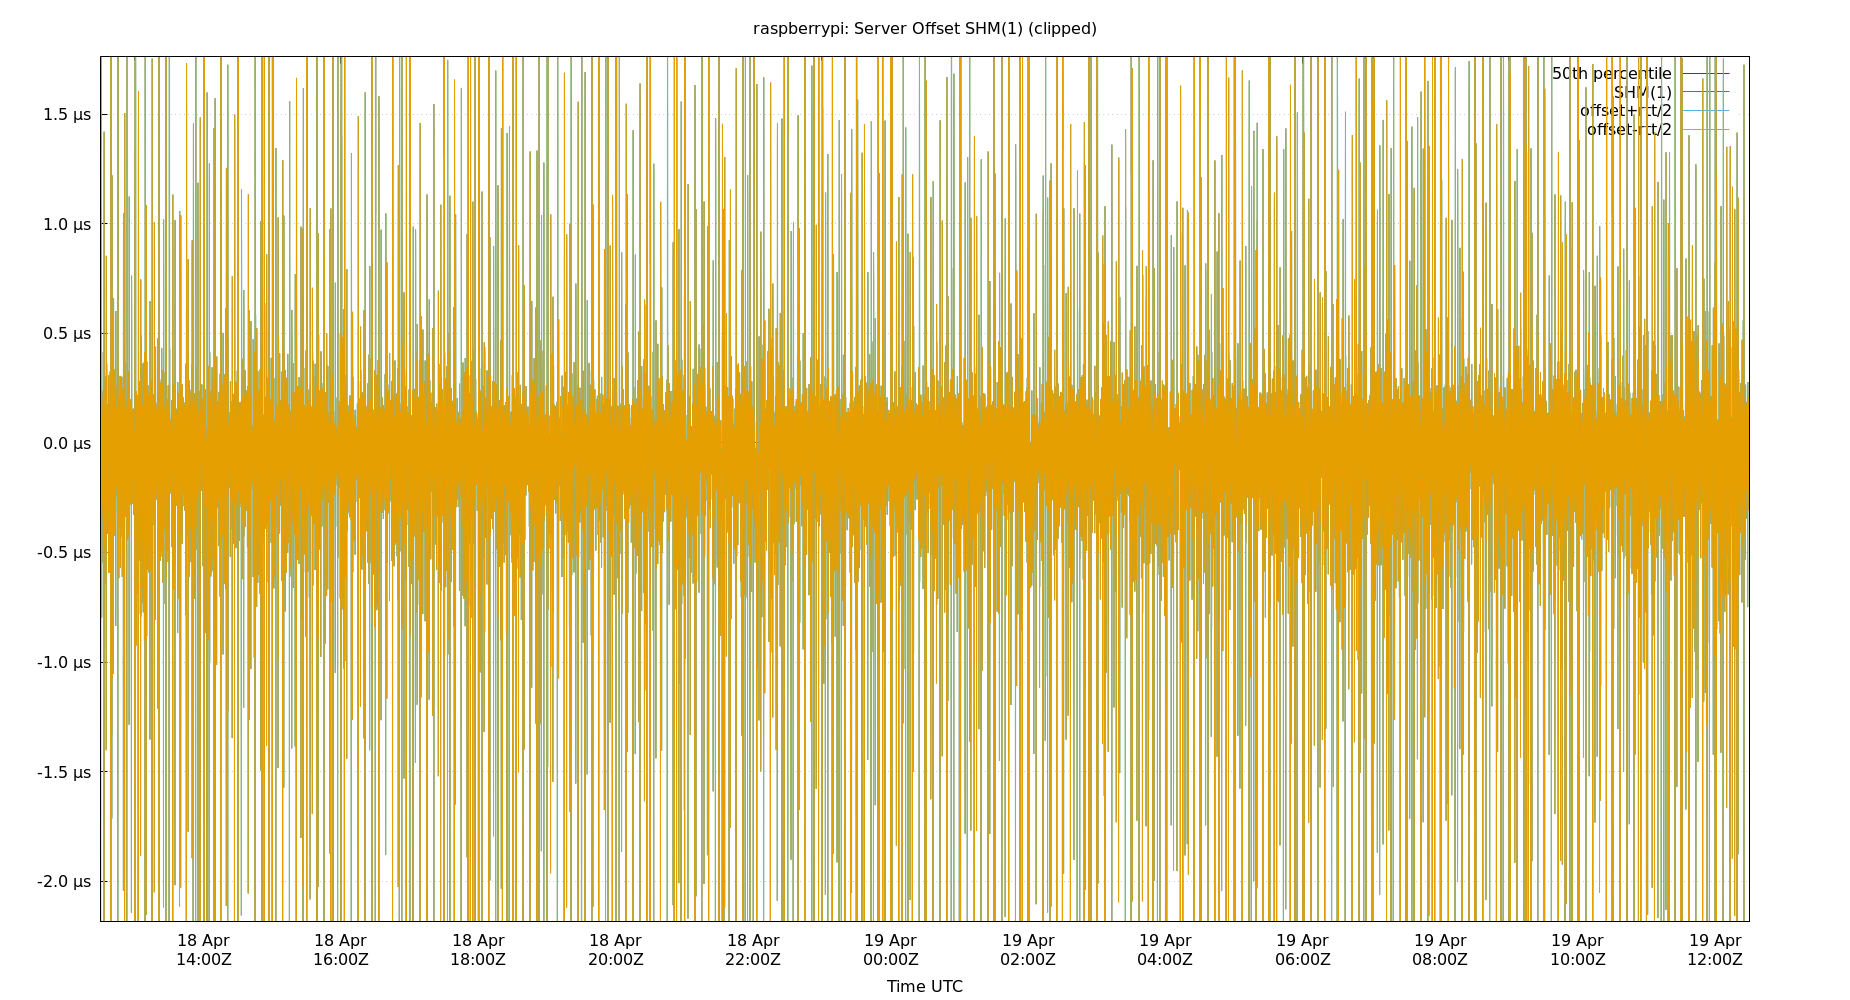 raspberrypi: Server Offset SHM(1) (clipped)
50th percentile
SHM(1)
offset+rtt/2
offset-rtt/2
1.5 µs
1.0 µs
0.5 µs
0.0 µs
-0.5 µs
-1.0 µs
-1.5 µs
-2.0 µs
18 Apr 18 Apr 18 Apr 18 Apr 18 Apr 19 Apr 19 Apr 19 Apr 19 Apr 19 Apr 19 Apr 19 Apr
14:00Z 16:00Z 18:00Z 20:00Z 22:00Z 00:00Z 02:00Z 04:00Z 06:00Z 08:00Z 10:00Z 12:00Z
Time UTC